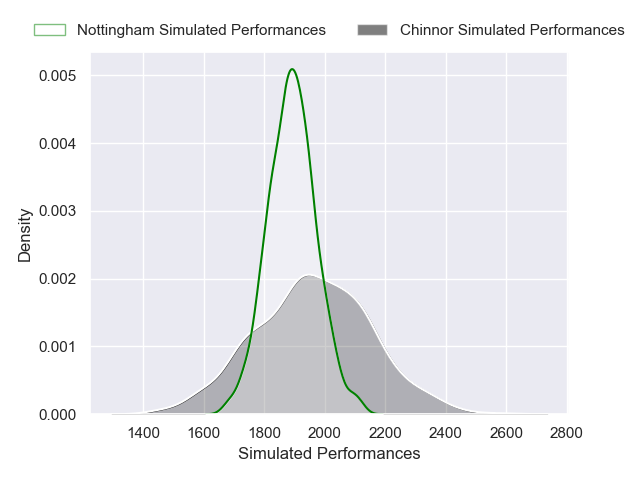 Nottingham Simulated Performances Chinnor Simulated Performances
0.005
0.004
0.003
0.002
0.001
0.000
Density
1400 1600 1800 2000 2200 2400 2600 2800
Simulated Performances